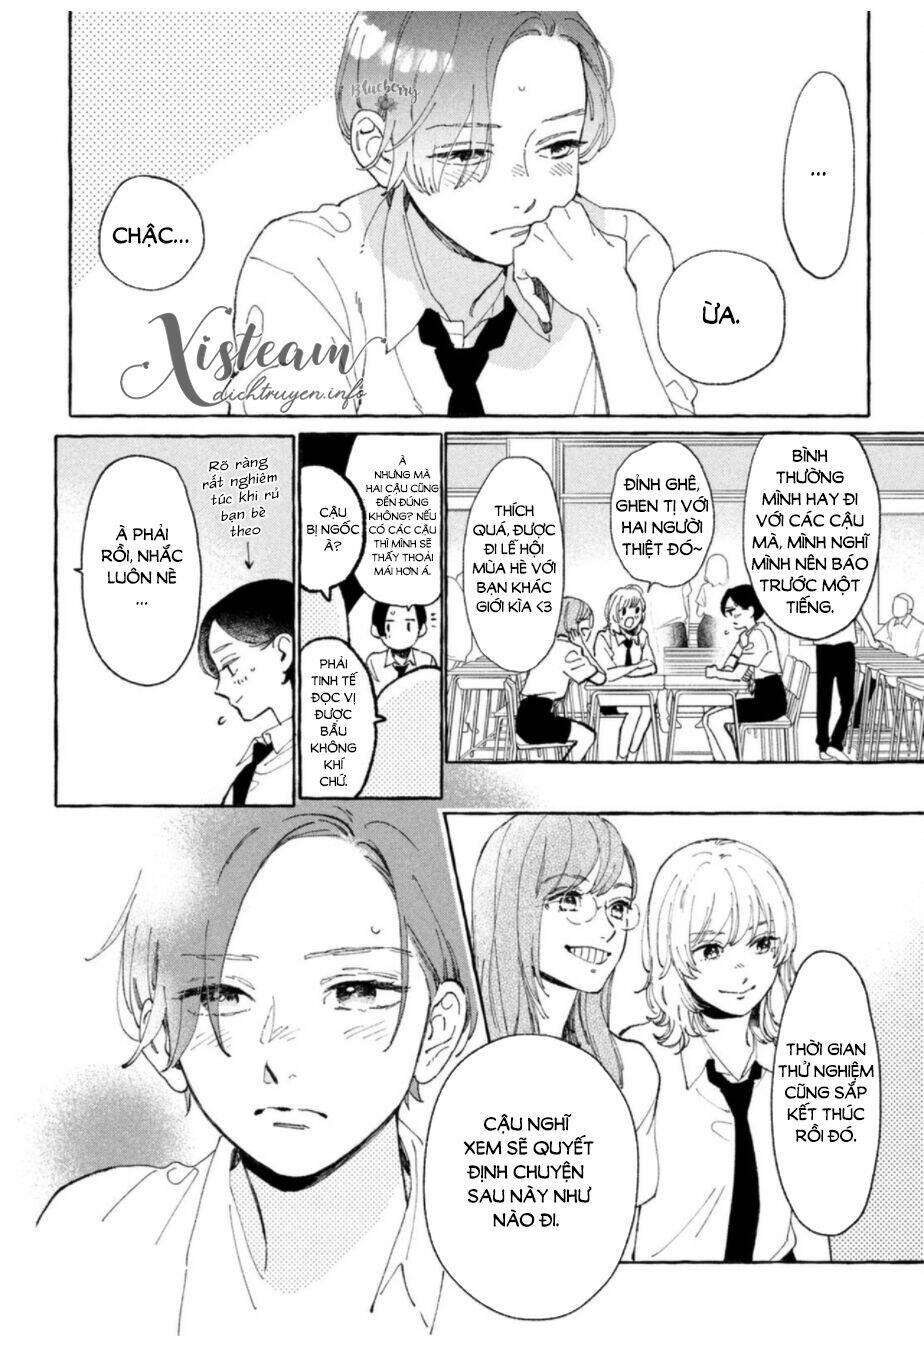 ...
ỪA.
CHẬC...
Blueberry
Xisteam
dichtruyen.info
BÌNH
THƯỜNG
MÌNH HAY ĐI
VỚI CÁC CẬU
MÀ, MÌNH NGHĨ
MÌNH NÊN BÁO
TRƯỚC MỘT
TIẾNG.
ĐỈNH GHÊ,
GHEN TỊ VỚI
HAI NGƯỜI
THIỆT ĐÓ~
THÍCH
QUÁ, ĐƯỢC
ĐI LỄ HỘI
MÙA HÈ VỚI
BẠN KHÁC
GIỚI KÌA <3
À
NHƯNG MÀ
HAI CẬU CŨNG
ĐẾN ĐÚNG
KHÔNG? NẾU
CÓ CÁC CẬU
THÌ MÌNH SẼ
THẤY THOẢI
MÁI HƠN Á.
CẬU
BỊ NGỐC
À?
PHẢI
TINH TẾ
ĐỌC VỊ
ĐƯỢC
BẦU
KHÔNG
KHÍ
CHỨ.
Rõ ràng
rất nghiêm
túc khi rủ
bạn bè
theo
À PHẢI
RỒI, NHẮC
LUÔN NÈ
...
THỜI GIAN
THỬ NGHIỆM
CŨNG SẮP
KẾT THÚC
RỒI ĐÓ.
CẬU NGHĨ
XEM SẼ QUYẾT
ĐỊNH CHUYỆN
SAU NÀY NHƯ
NÀO ĐI.